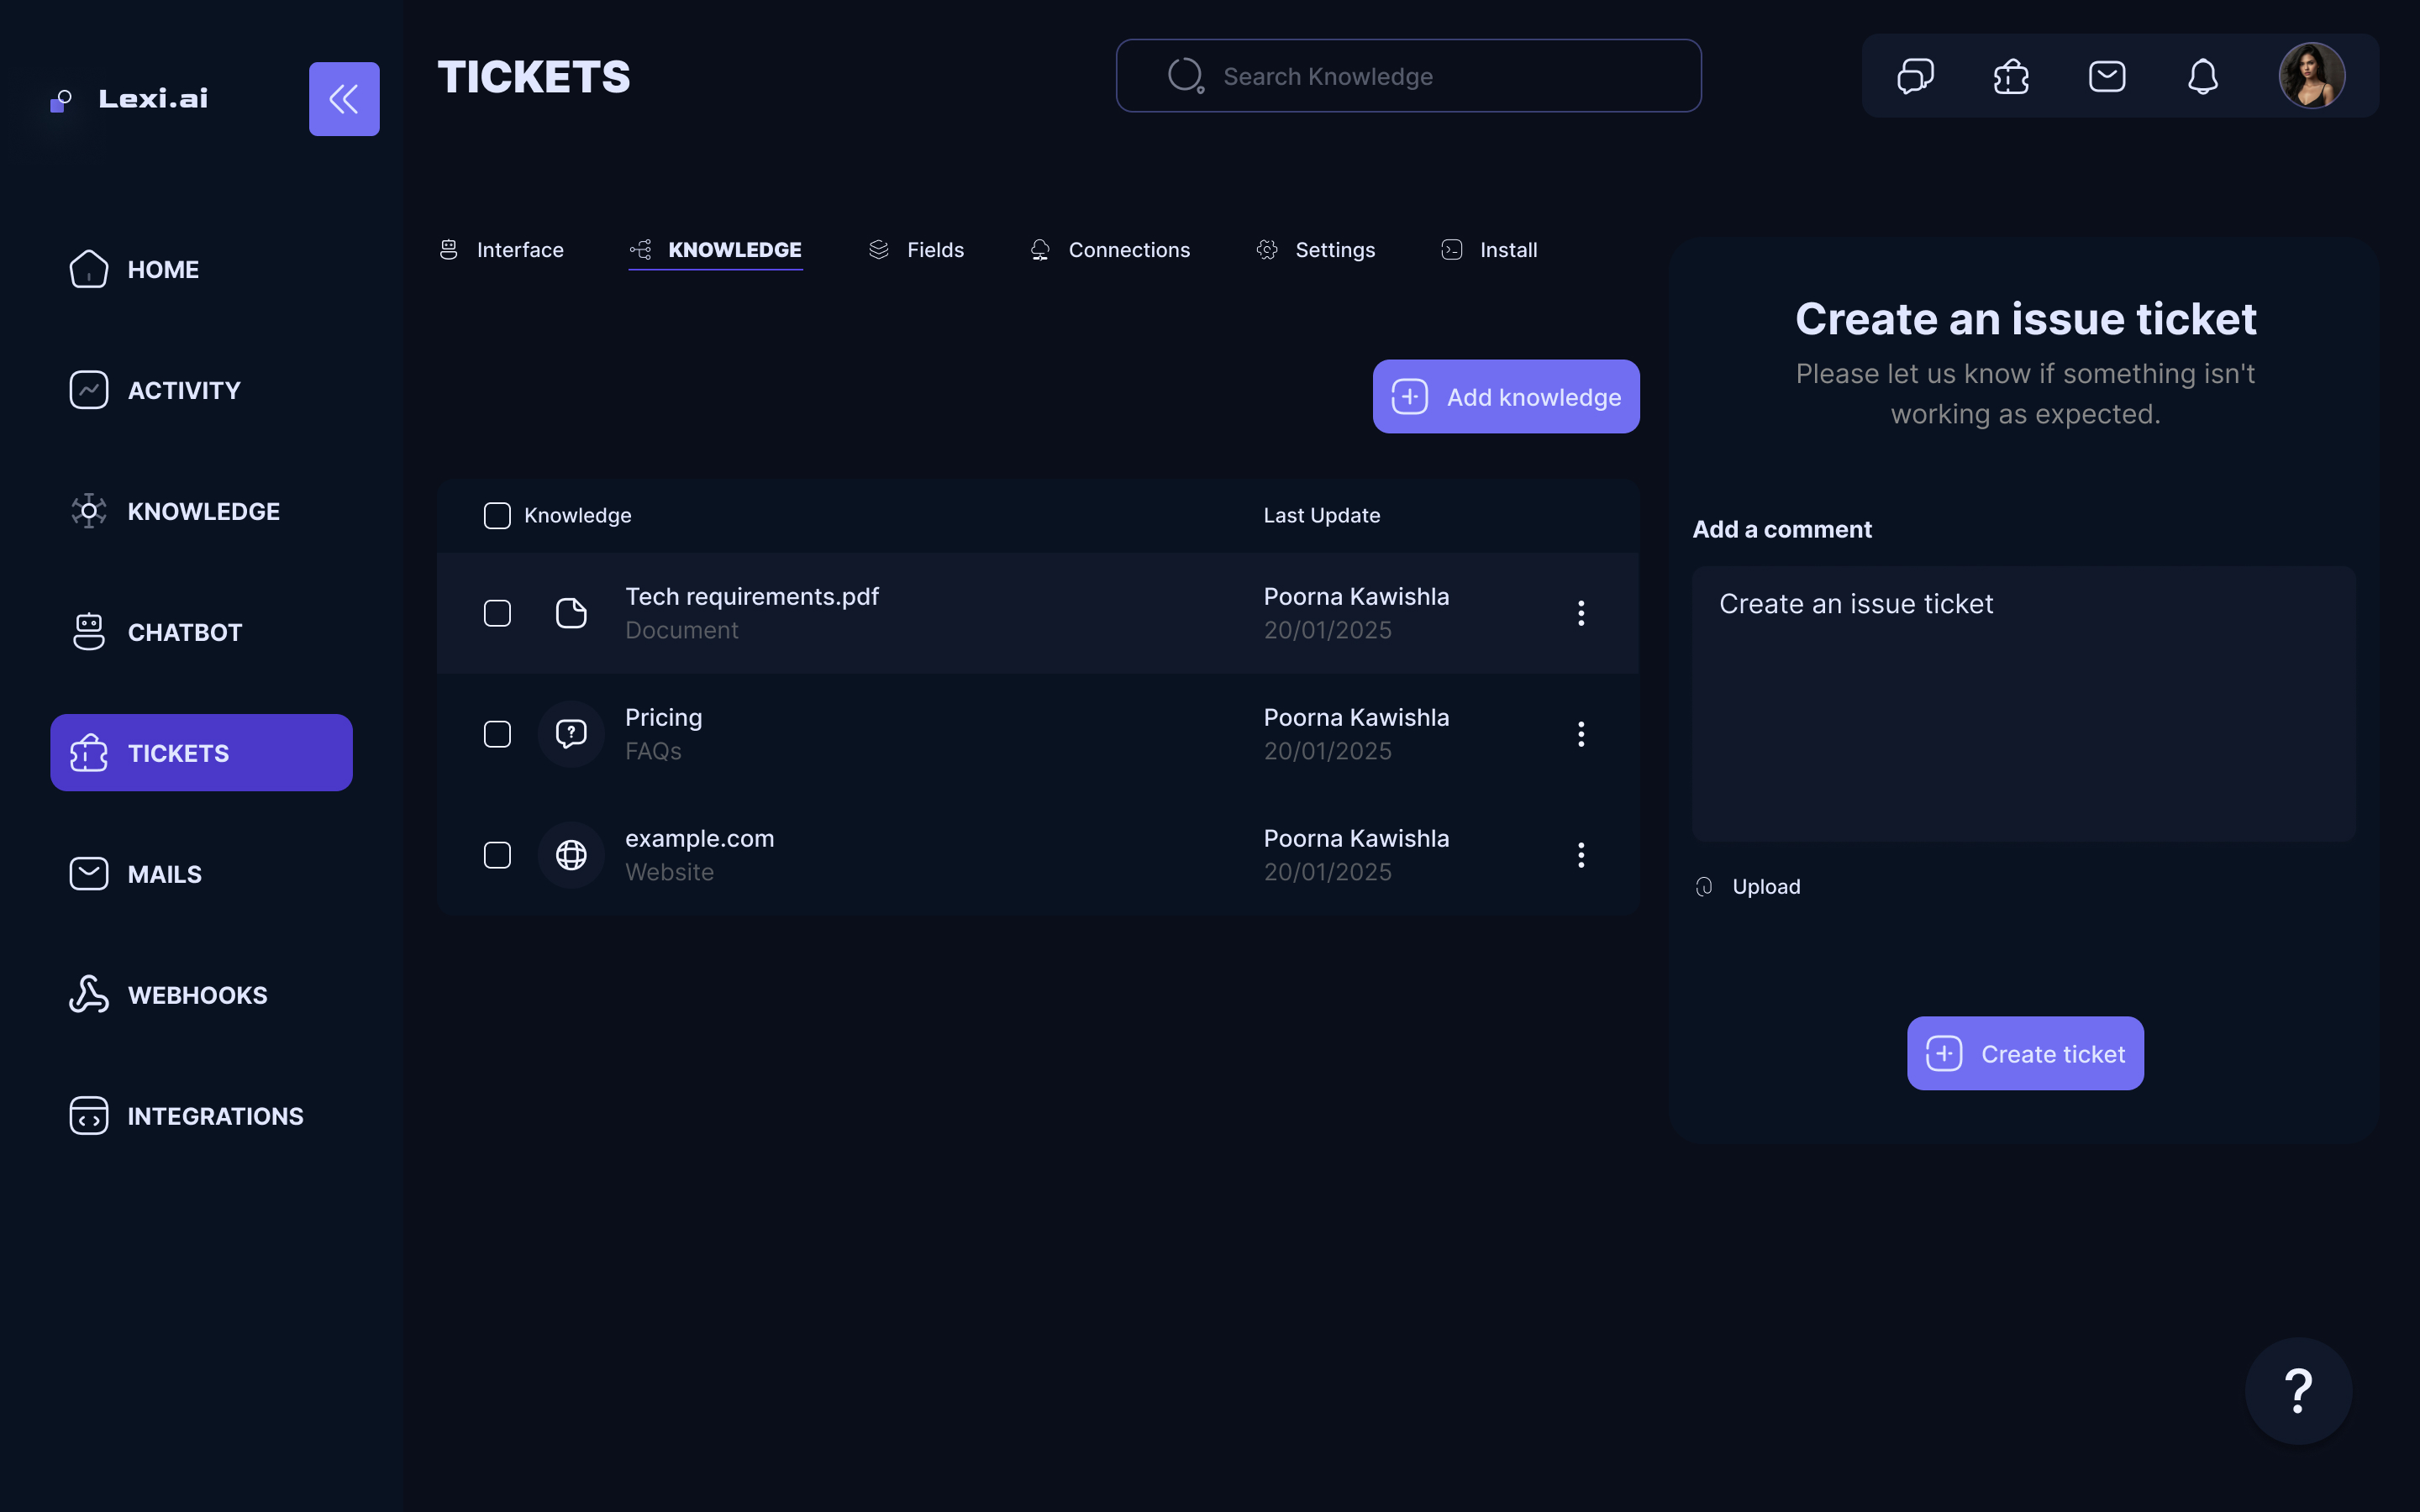 Lexi.ai
HOME
ACTIVITY
KNOWLEDGE
CHATBOT
TICKETS
MAILS
WEBHOOKS
INTEGRATIONS
TICKETS
Search Knowledge
Interface
KNOWLEDGE
Fields
Connections
Settings
Install
Add knowledge
Knowledge
Last Update
Tech requirements.pdf
Document
Poorna Kawishla
20/01/2025
Pricing
FAQs
Poorna Kawishla
20/01/2025
example.com
Website
Poorna Kawishla
20/01/2025
Create an issue ticket
Please let us know if something isn't
working as expected.
Add a comment
Create an issue ticket
Upload
Create ticket
?